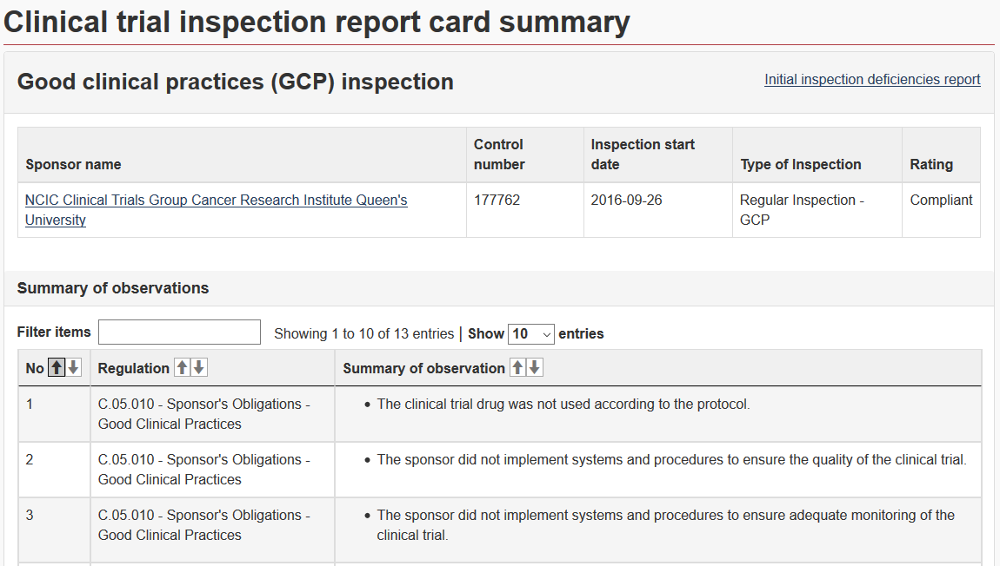 Clinical trial inspection report card summary
Good clinical practices (GCP) inspection
Initial inspection deficiencies report
Sponsor name
Control number
Inspection start date
Type of Inspection
Rating
NCIC Clinical Trials Group Cancer Research Institute Queen's University
177762
2016-09-26
Regular Inspection - GCP
Compliant
Summary of observations
Filter items
Showing 1 to 10 of 13 entries | Show 10 entries
No
Regulation
Summary of observation
1
C.05.010 - Sponsor's Obligations -
Good Clinical Practices
• The clinical trial drug was not used according to the protocol.
2
C.05.010 - Sponsor's Obligations -
Good Clinical Practices
• The sponsor did not implement systems and procedures to ensure the quality of the clinical trial.
3
C.05.010 - Sponsor's Obligations -
Good Clinical Practices
• The sponsor did not implement systems and procedures to ensure adequate monitoring of the
clinical trial.